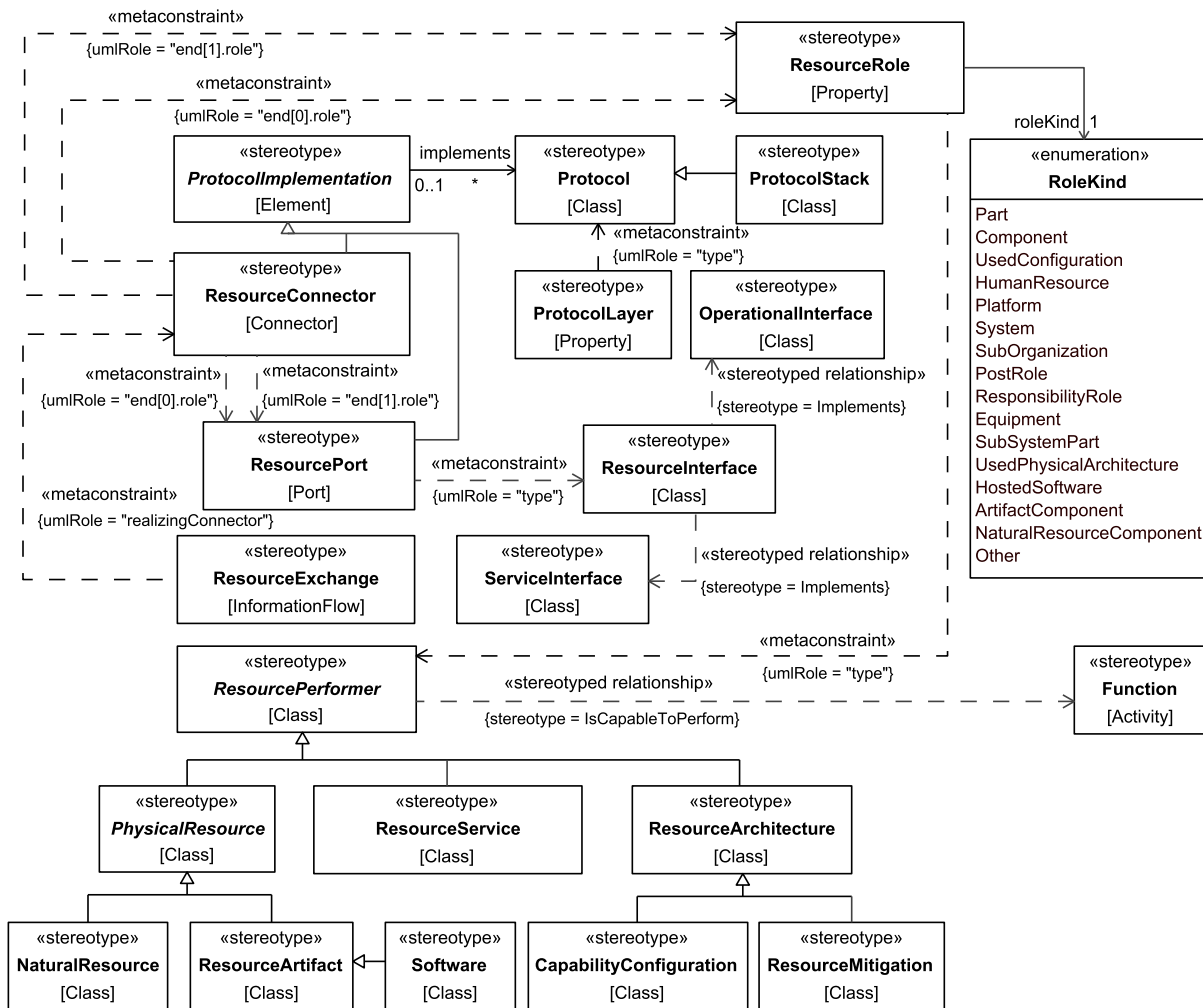 «metaconstraint»
{umlRole = "end[1].role"}
«metaconstraint»
{umlRole = "end[0].role"}
«stereotype»
ResourceRole
[Property]
roleKind 1
«enumeration»
RoleKind
Part
Component
UsedConfiguration
HumanResource
Platform
System
SubOrganization
PostRole
ResponsibilityRole
Equipment
SubSystemPart
UsedPhysicalArchitecture
HostedSoftware
ArtifactComponent
NaturalResourceComponent
Other
«stereotype»
ProtocolImplementation
[Element]
implements
0..1 *
«stereotype»
Protocol
[Class]
«stereotype»
ProtocolStack
[Class]
«metaconstraint»
{umlRole = "type"}
«stereotype»
ResourceConnector
[Connector]
«stereotype»
ProtocolLayer
[Property]
«stereotype»
OperationalInterface
[Class]
«metaconstraint»
{umlRole = "end[0].role"}
«metaconstraint»
{umlRole = "end[1].role"}
«stereotyped relationship»
{stereotype = Implements}
«stereotype»
ResourcePort
[Port]
«metaconstraint»
{umlRole = "type"}
«stereotype»
ResourceInterface
[Class]
«metaconstraint»
{umlRole = "realizingConnector"}
«stereotype»
ResourceExchange
[InformationFlow]
«stereotype»
ServiceInterface
[Class]
«stereotyped relationship»
{stereotype = Implements}
«metaconstraint»
{umlRole = "type"}
«stereotype»
ResourcePerformer
[Class]
«stereotyped relationship»
{stereotype = IsCapableToPerform}
«stereotype»
Function
[Activity]
«stereotype»
PhysicalResource
[Class]
«stereotype»
ResourceService
[Class]
«stereotype»
ResourceArchitecture
[Class]
«stereotype»
NaturalResource
[Class]
«stereotype»
ResourceArtifact
[Class]
«stereotype»
Software
[Class]
«stereotype»
CapabilityConfiguration
[Class]
«stereotype»
ResourceMitigation
[Class]